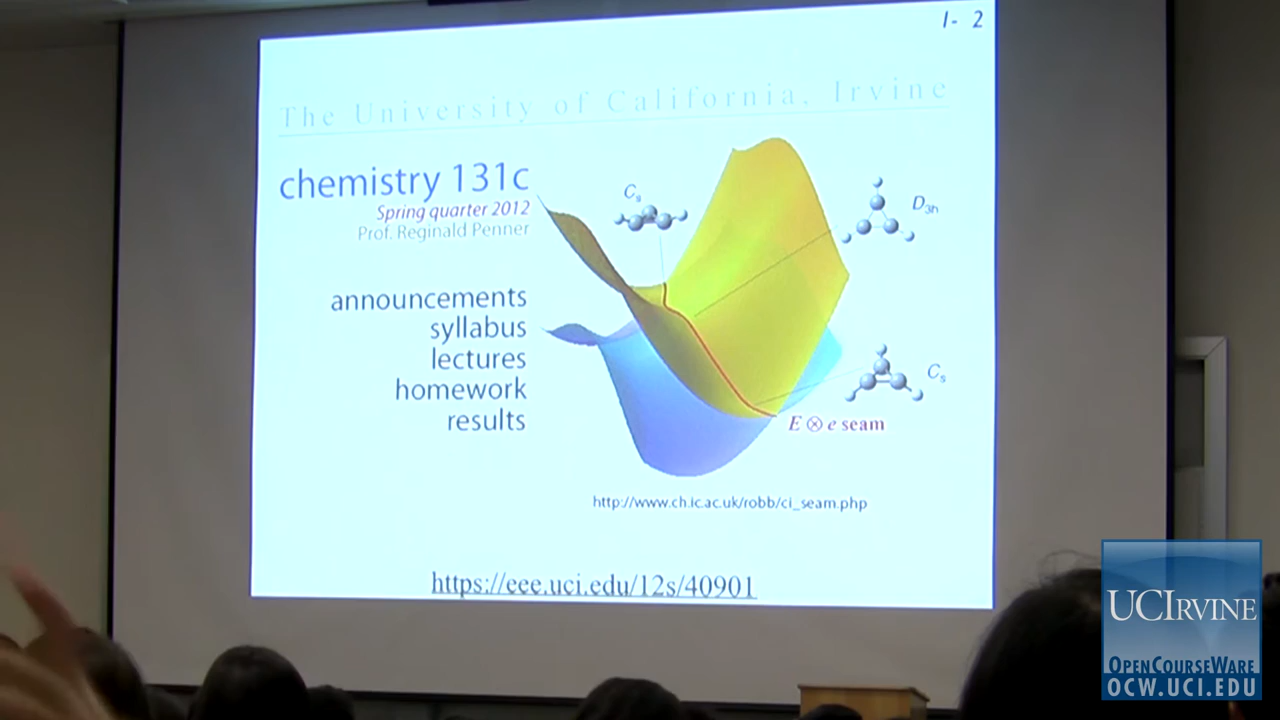 1- 2
The University of California, Irvine
chemistry 131c
Spring quarter 2012
Prof. Reginald Penner
announcements
syllabus
lectures
homework
results
Cs
D3h
Cs
E ⊗ e seam
http://www.ch.ic.ac.uk/robb/ci_seam.php
https://eee.uci.edu/12s/40901
UCIRVINE
OPENCOURSEWARE
OCW.UCI.EDU